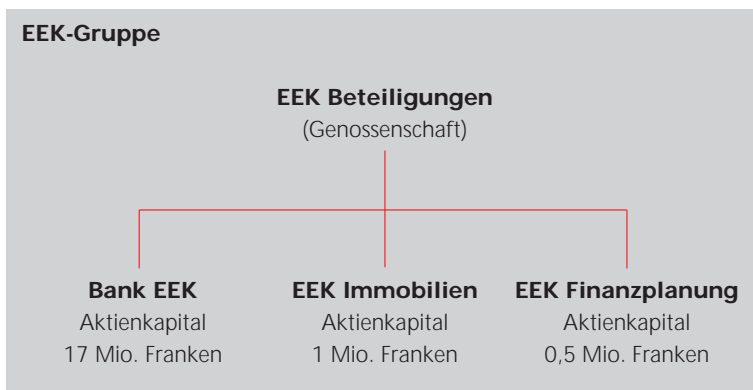 EEK-Gruppe
EEK Beteiligungen
(Genossenschaft)
Bank EEK
Aktienkapital
17 Mio. Franken
EEK Immobilien
Aktienkapital
1 Mio. Franken
EEK Finanzplanung
Aktienkapital
0,5 Mio. Franken